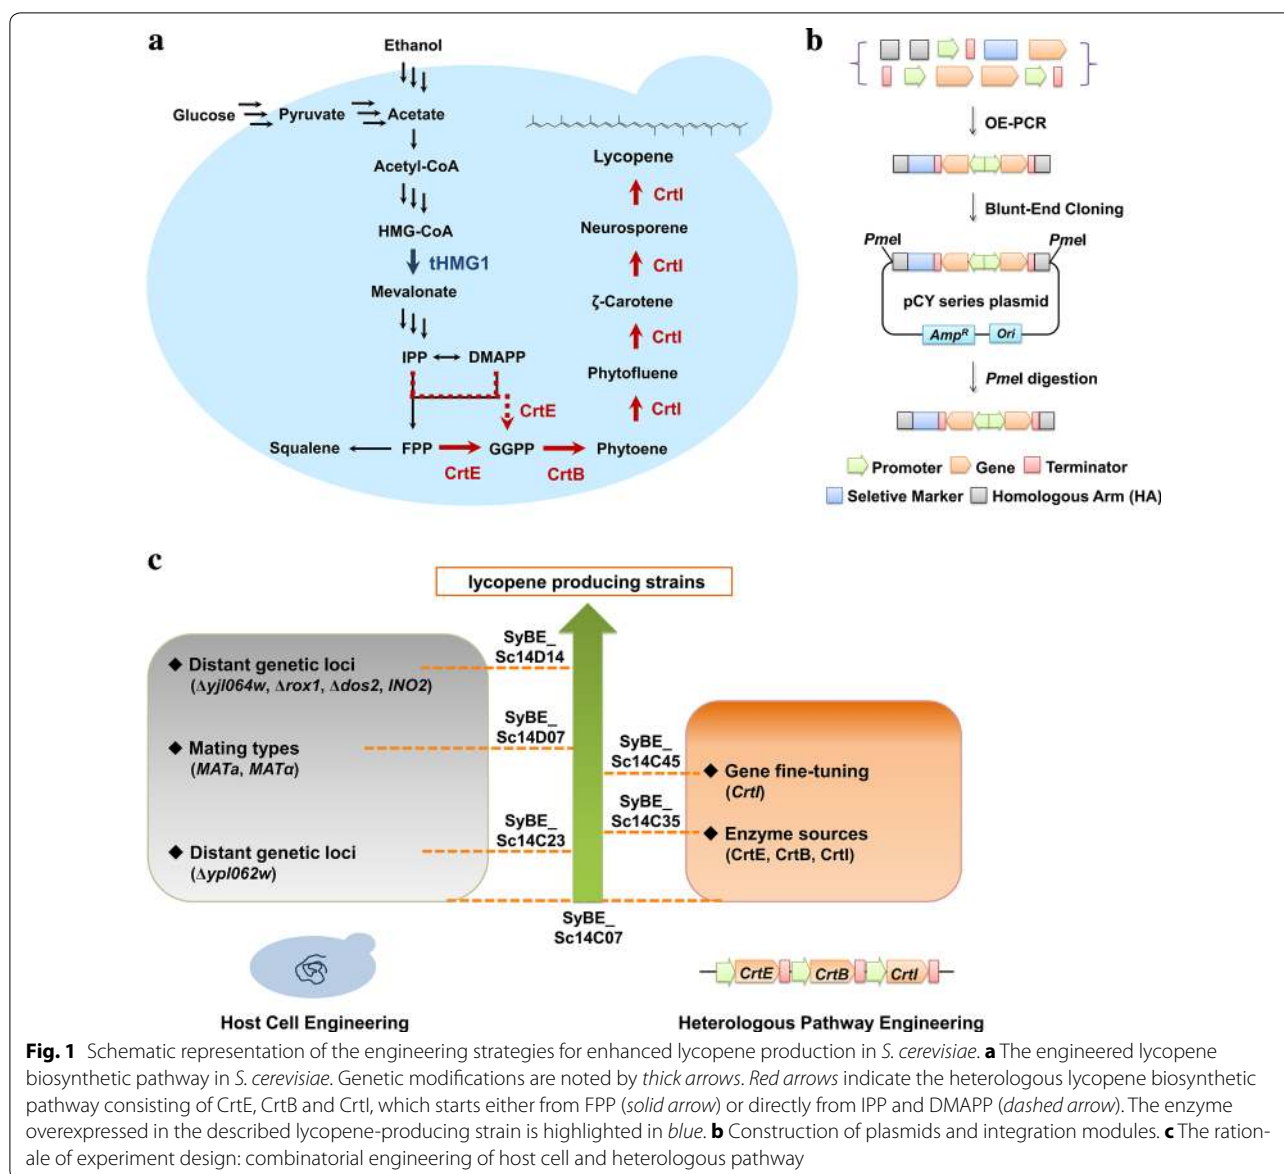 a
Ethanol
Glucose
Pyruvate
Acetate
Acetyl-CoA
HMG-CoA
tHMG1
Mevalonate
IPP
DMAPP
CrtE
Squalene
FPP
GGPP
Phytoene
CrtE
CrtB
Lycopene
CrtI
Neurosporene
CrtI
ζ-Carotene
CrtI
Phytofluene
CrtI
b
OE-PCR
Blunt-End Cloning
PmeI
PmeI
pCY series plasmid
Amp^R
Ori
PmeI digestion
Promoter
Gene
Terminator
Seletive Marker
Homologous Arm (HA)
c
lycopene producing strains
◆ Distant genetic loci
(Δyjl064w, Δrox1, Δdos2, INO2)
◆ Mating types
(MATa, MATα)
◆ Distant genetic loci
(Δypl062w)
SyBE_
Sc14D14
SyBE_
Sc14D07
SyBE_
Sc14C23
SyBE_
Sc14C45
SyBE_
Sc14C35
SyBE_
Sc14C07
◆ Gene fine-tuning
(CrtI)
◆ Enzyme sources
(CrtE, CrtB, CrtI)
CrtE
CrtB
CrtI
Host Cell Engineering
Heterologous Pathway Engineering
Fig. 1 Schematic representation of the engineering strategies for enhanced lycopene production in S. cerevisiae. a The engineered lycopene
biosynthetic pathway in S. cerevisiae. Genetic modifications are noted by thick arrows. Red arrows indicate the heterologous lycopene biosynthetic
pathway consisting of CrtE, CrtB and CrtI, which starts either from FPP (solid arrow) or directly from IPP and DMAPP (dashed arrow). The enzyme
overexpressed in the described lycopene-producing strain is highlighted in blue. b Construction of plasmids and integration modules. c The ration-
ale of experiment design: combinatorial engineering of host cell and heterologous pathway